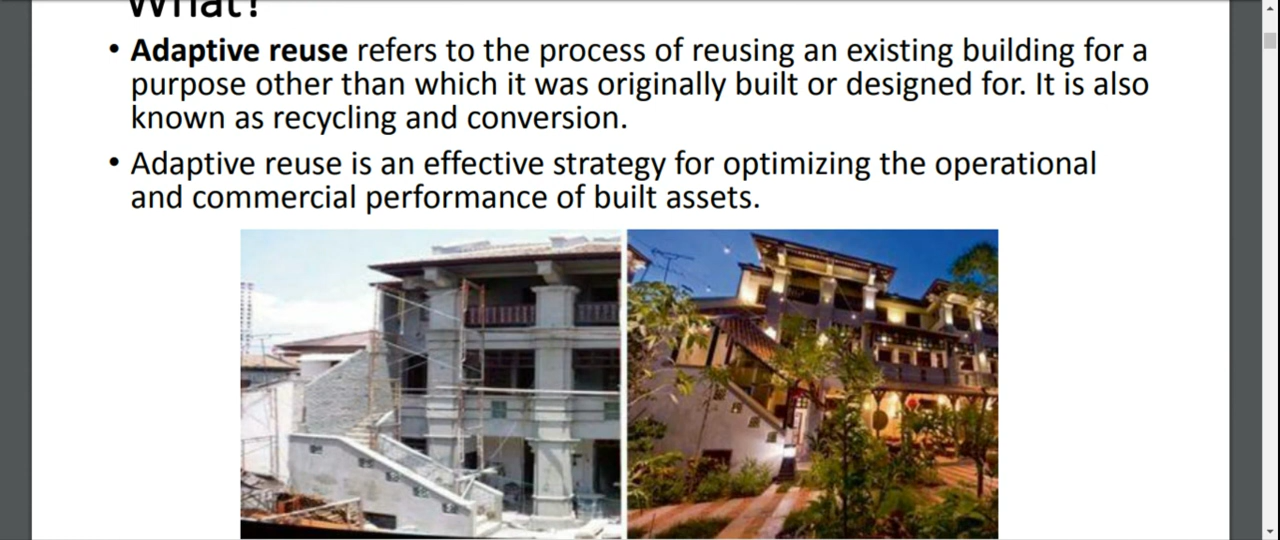 What?
• Adaptive reuse refers to the process of reusing an existing building for a
purpose other than which it was originally built or designed for. It is also
known as recycling and conversion.
• Adaptive reuse is an effective strategy for optimizing the operational
and commercial performance of built assets.